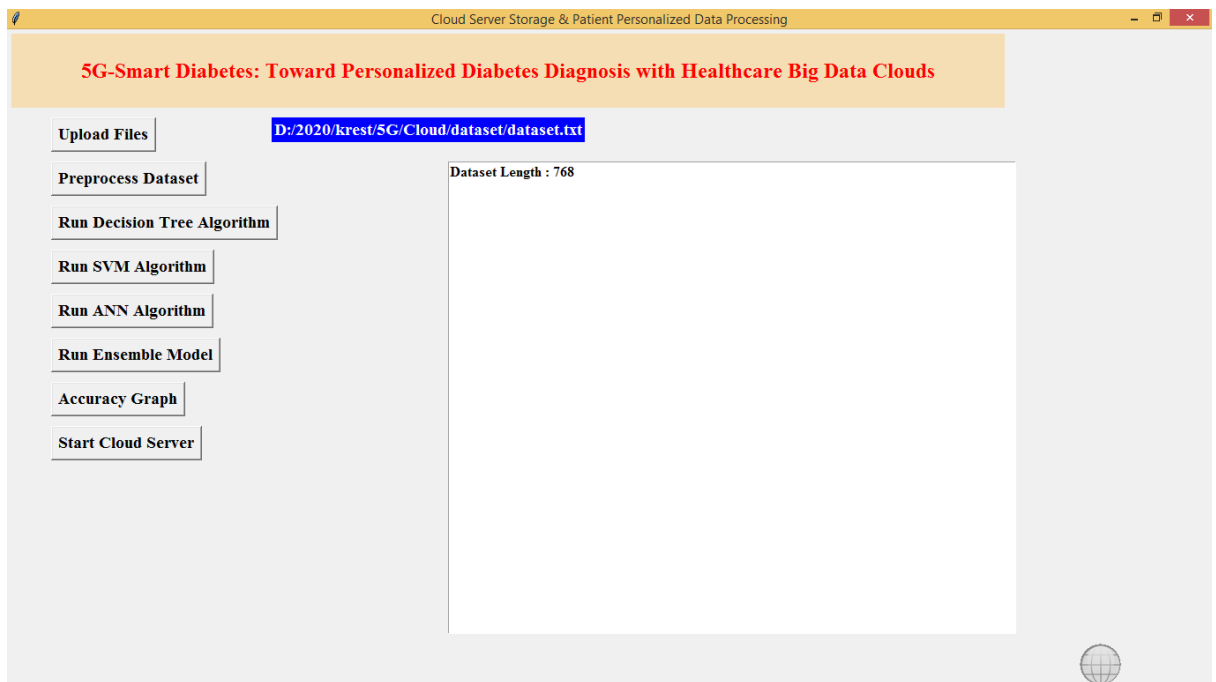 Cloud Server Storage & Patient Personalized Data Processing
5G-Smart Diabetes: Toward Personalized Diabetes Diagnosis with Healthcare Big Data Clouds
Upload Files
D:/2020/krest/5G/Cloud/dataset/dataset.txt
Preprocess Dataset
Dataset Length : 768
Run Decision Tree Algorithm
Run SVM Algorithm
Run ANN Algorithm
Run Ensemble Model
Accuracy Graph
Start Cloud Server